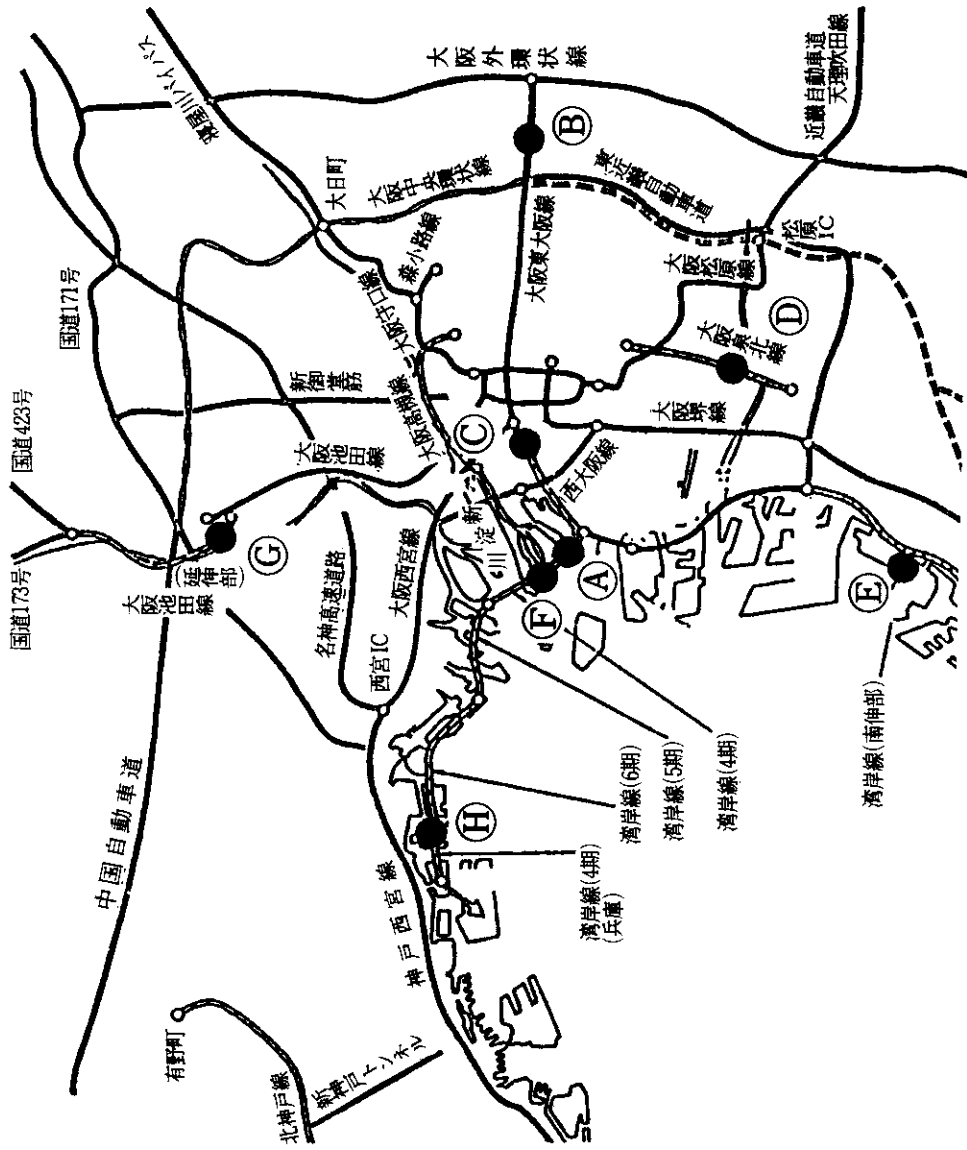 国道173号
国道423号
国道171号
寝屋川バイパス
大阪外環状線
中国自動車道
大阪池田線
(延伸部)
G
大阪池田線
新御堂筋
大日町
大阪中央環状線
森小路線
大阪守口線
大阪高槻線
B
大阪東大阪線
東近畿自動車道
近畿自動車道
天理吹田線
名神高速道路
西宮IC
大阪西宮線
新淀川
C
西大阪線
大阪松原線
松原
IC
D
大阪泉北線
大阪堺線
A
F
E
H
有野町
北神戸線
新神戸トンネル
神戸西宮線
湾岸線(4期)
(兵庫)
湾岸線(6期)
湾岸線(5期)
湾岸線(4期)
湾岸線(南伸部)